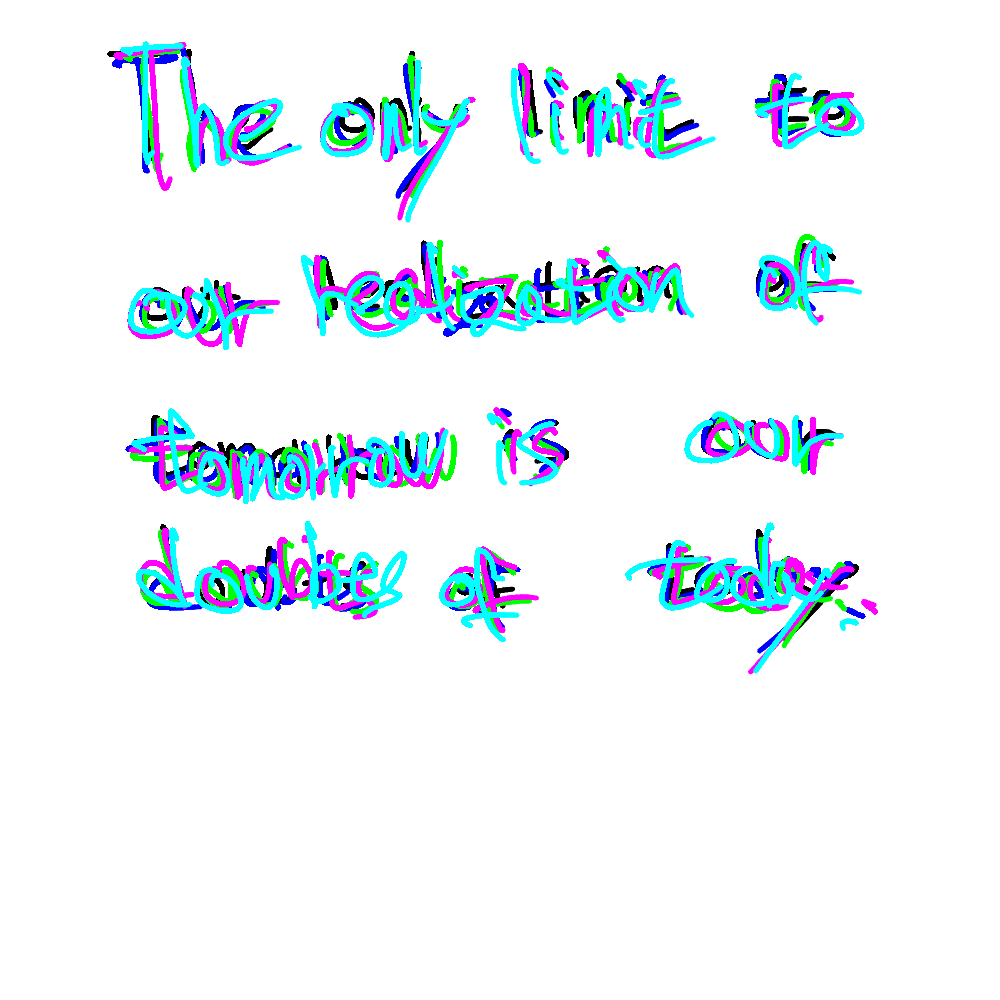 The only limit to
our realization of
tomorrow is our
doubts of today.